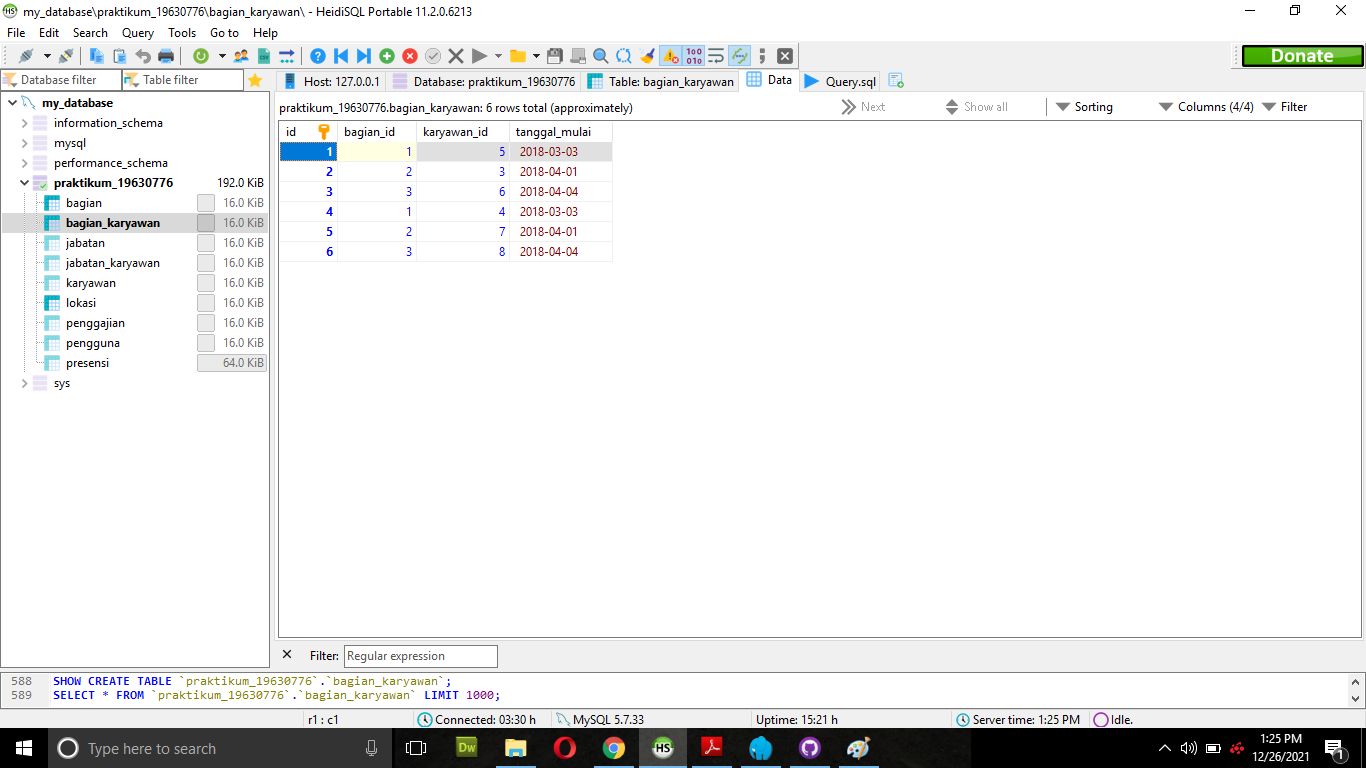 my_database\praktikum_19630776\bagian_karyawan\ - HeidiSQL Portable 11.2.0.6213
File Edit Search Query Tools Go to Help
Donate
Database filter Table filter
Host: 127.0.0.1 Database: praktikum_19630776 Table: bagian_karyawan Data Query.sql
my_database
information_schema
mysql
performance_schema
praktikum_19630776 192.0 KiB
bagian 16.0 KiB
bagian_karyawan 16.0 KiB
jabatan 16.0 KiB
jabatan_karyawan 16.0 KiB
karyawan 16.0 KiB
lokasi 16.0 KiB
penggajian 16.0 KiB
pengguna 16.0 KiB
presensi 64.0 KiB
sys
praktikum_19630776.bagian_karyawan: 6 rows total (approximately) Next Show all Sorting Columns (4/4) Filter
id bagian_id karyawan_id tanggal_mulai
1 1 5 2018-03-03
2 2 3 2018-04-01
3 3 6 2018-04-04
4 1 4 2018-03-03
5 2 7 2018-04-01
6 3 8 2018-04-04
Filter: Regular expression
588 SHOW CREATE TABLE `praktikum_19630776`.`bagian_karyawan`;
589 SELECT * FROM `praktikum_19630776`.`bagian_karyawan` LIMIT 1000;
r1 : c1 Connected: 03:30 h MySQL 5.7.33 Uptime: 15:21 h Server time: 1:25 PM Idle.
Type here to search Dw HS 1:25 PM
12/26/2021 1